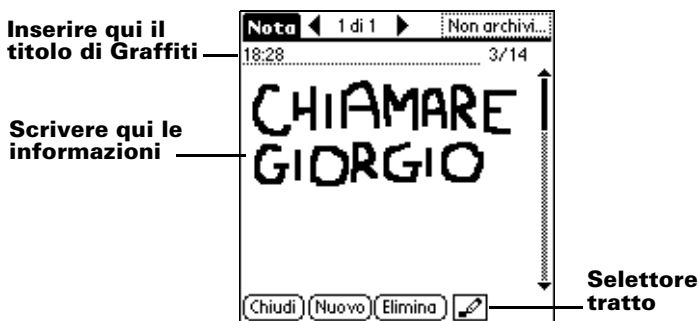 Inserire qui il
titolo di Graffiti
Scrivere qui le
informazioni
Nota 1 di 1 Non archivi...
18:28 3/14
CHIAMARE
GIORGIO
Chiudi Nuovo Elimina
Selettore
tratto